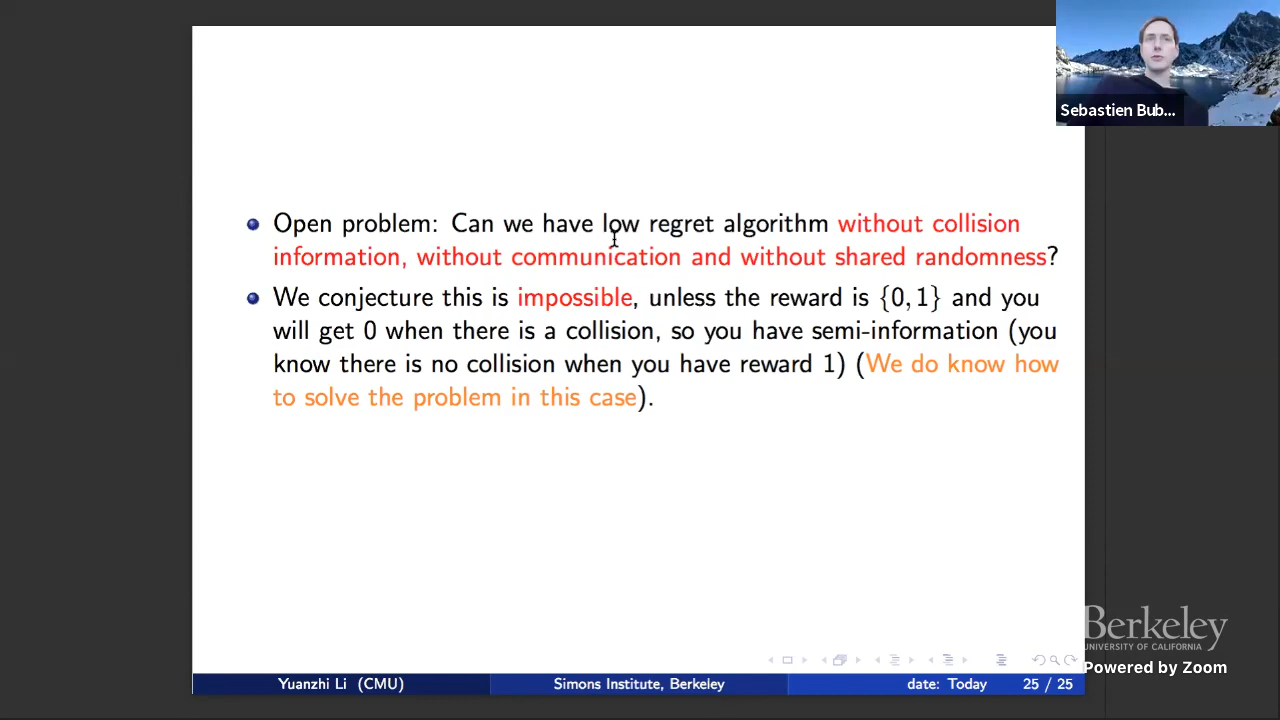 Sebastien Bub...
Open problem: Can we have low regret algorithm without collision
information, without communication and without shared randomness?
We conjecture this is impossible, unless the reward is {0, 1} and you
will get 0 when there is a collision, so you have semi-information (you
know there is no collision when you have reward 1) (We do know how
to solve the problem in this case).
Berkeley
UNIVERSITY OF CALIFORNIA
Powered by Zoom
Yuanzhi Li (CMU)
Simons Institute, Berkeley
date: Today
25 / 25